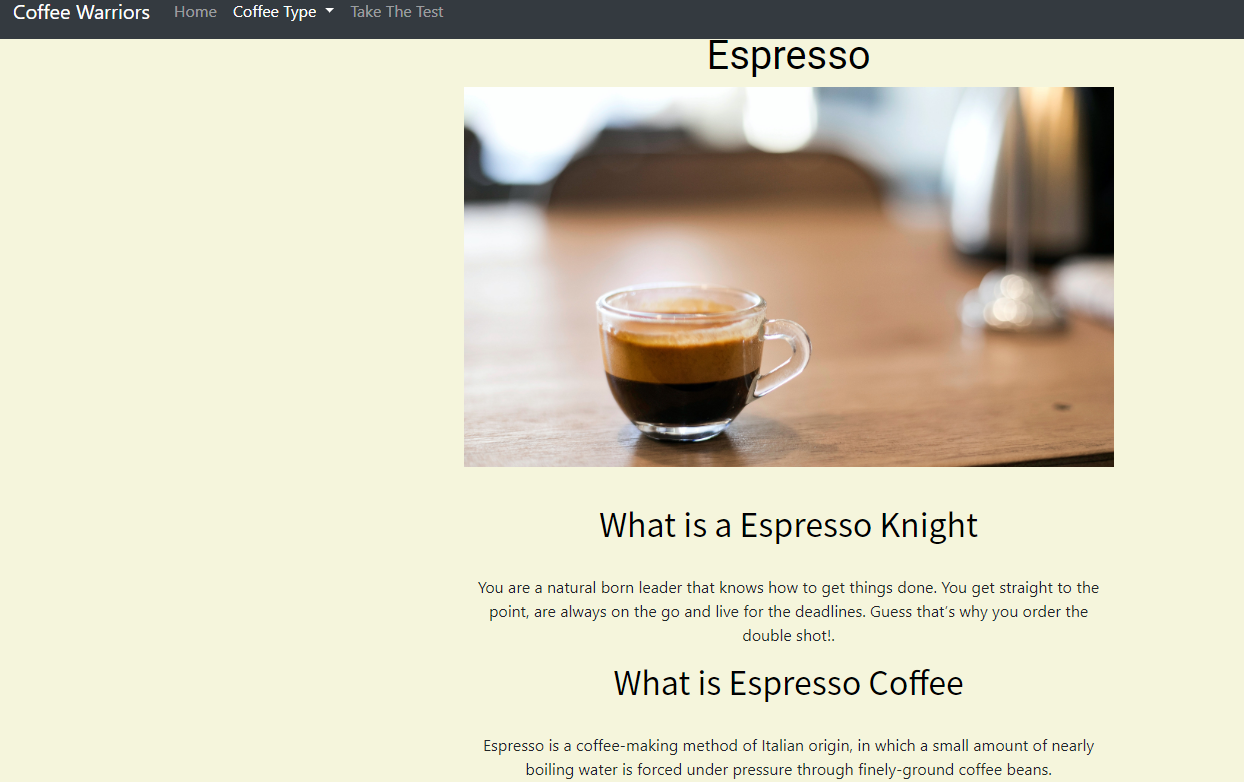 Coffee Warriors Home Coffee Type Take The Test
Espresso
What is a Espresso Knight
You are a natural born leader that knows how to get things done. You get straight to the
point, are always on the go and live for the deadlines. Guess that's why you order the
double shot!.
What is Espresso Coffee
Espresso is a coffee-making method of Italian origin, in which a small amount of nearly
boiling water is forced under pressure through finely-ground coffee beans.